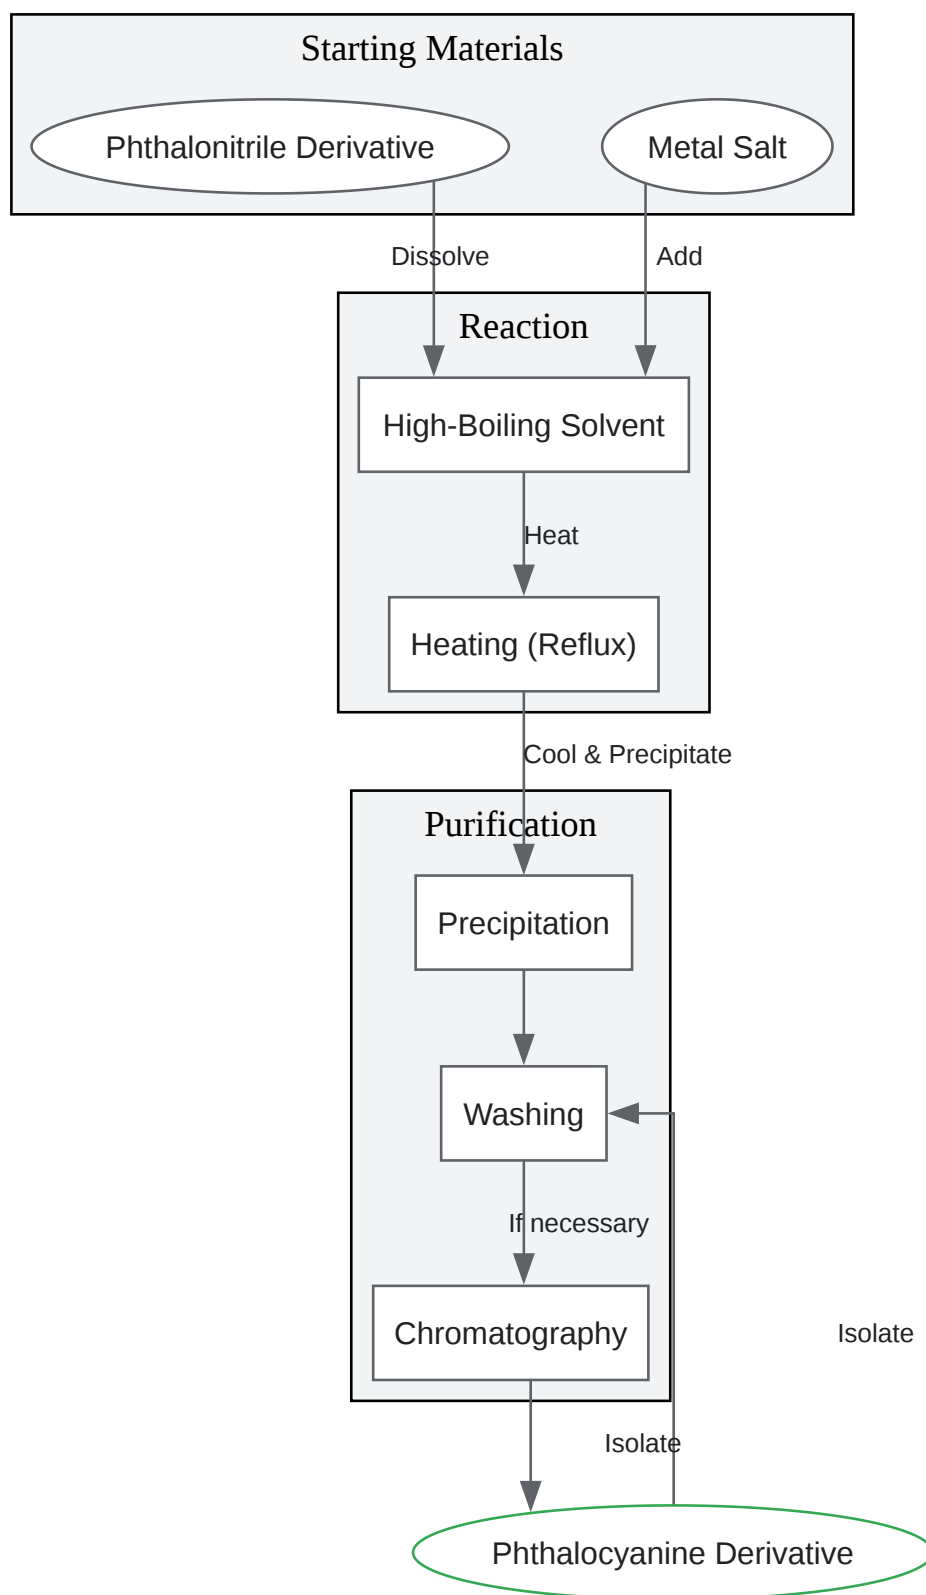 Starting Materials
Phthalonitrile Derivative
Metal Salt
Dissolve
Add
Reaction
High-Boiling Solvent
Heat
Heating (Reflux)
Cool & Precipitate
Purification
Precipitation
Washing
If necessary
Chromatography
Isolate
Isolate
Phthalocyanine Derivative